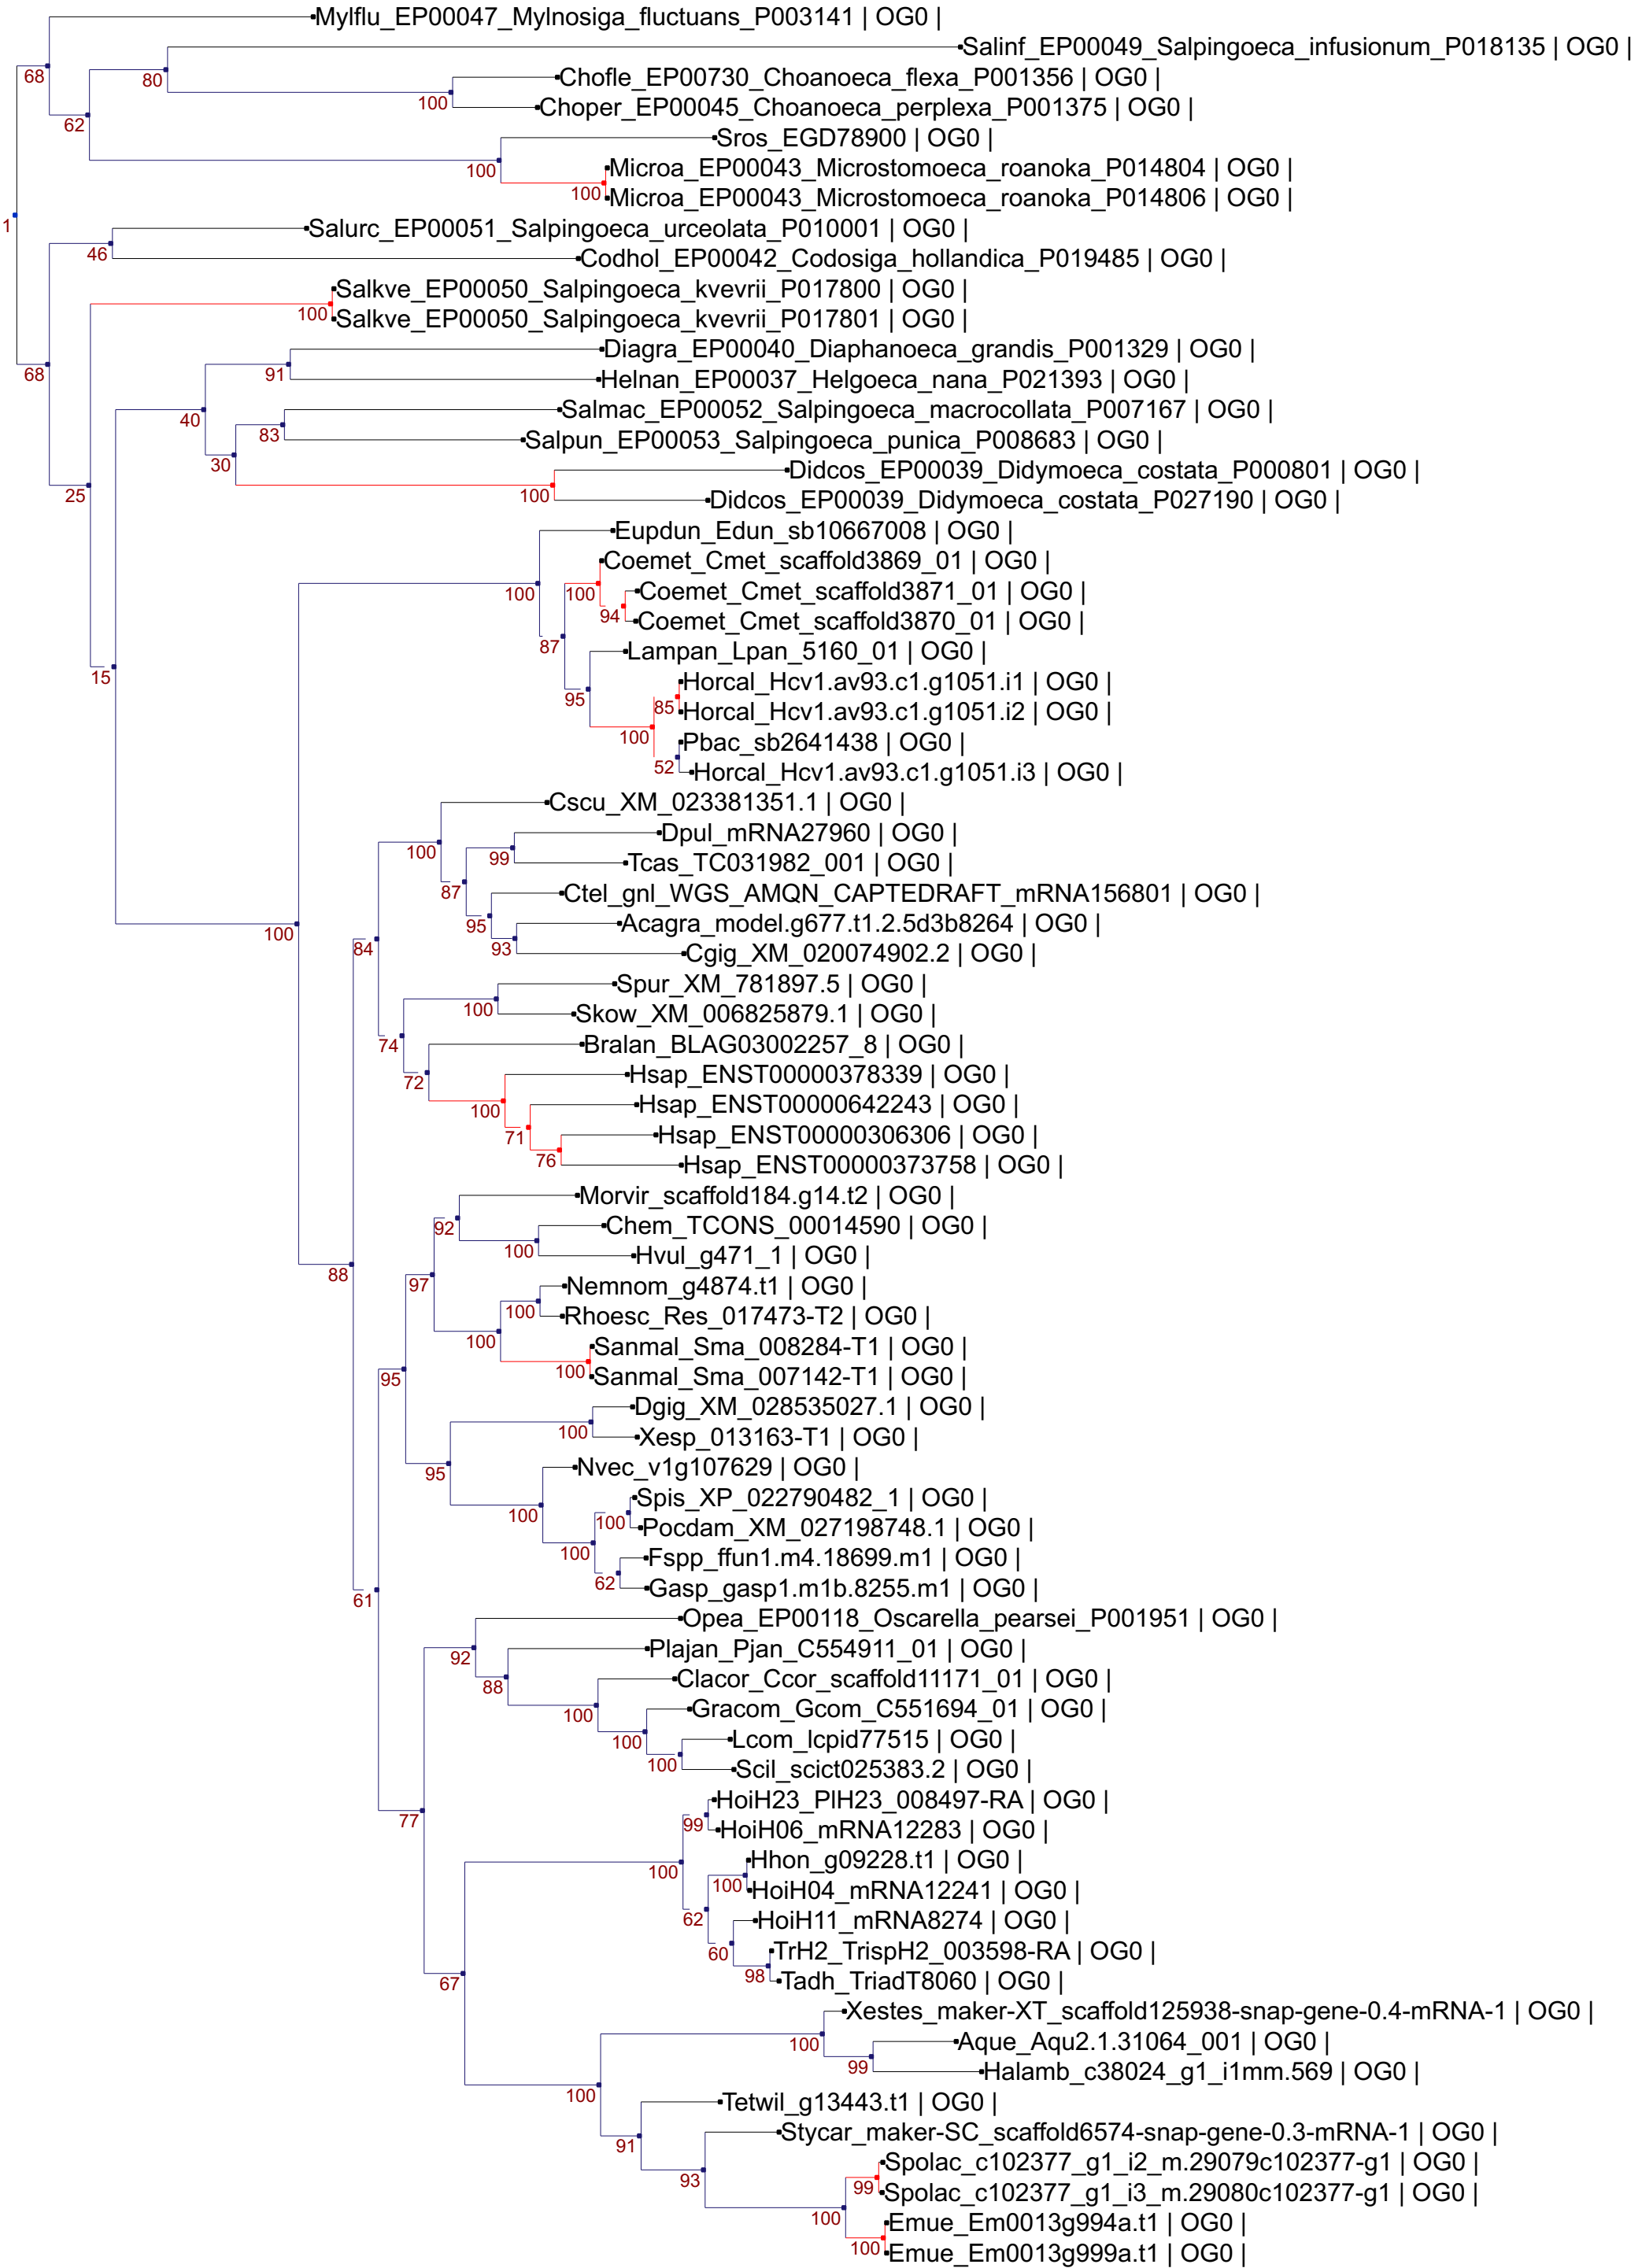 Mylflu_EP00047_Mylnosiga_fluctuans_P003141 | OG0 |
Salinf_EP00049_Salpingoeca_infusionum_P018135 | OG0 |
68
80
Chofle_EP00730_Choanoeca_flexa_P001356 | OG0 |
100
Choper_EP00045_Choanoeca_perplexa_P001375 | OG0 |
62
Sros_EGD78900 | OG0 |
100
Microa_EP00043_Microstomoeca_roanoka_P014804 | OG0 |
100
Microa_EP00043_Microstomoeca_roanoka_P014806 | OG0 |
1
Salurc_EP00051_Salpingoeca_urceolata_P010001 | OG0 |
46
Codhol_EP00042_Codosiga_hollandica_P019485 | OG0 |
Salkve_EP00050_Salpingoeca_kvevrii_P017800 | OG0 |
100
Salkve_EP00050_Salpingoeca_kvevrii_P017801 | OG0 |
Diagra_EP00040_Diaphanoeca_grandis_P001329 | OG0 |
68
91
Helnan_EP00037_Helgoeca_nana_P021393 | OG0 |
Salmac_EP00052_Salpingoeca_macrocollata_P007167 | OG0 |
40
83
Salpun_EP00053_Salpingoeca_punica_P008683 | OG0 |
30
Didcos_EP00039_Didymoeca_costata_P000801 | OG0 |
25
100
Didcos_EP00039_Didymoeca_costata_P027190 | OG0 |
Eupdun_Edun_sb10667008 | OG0 |
Coemet_Cmet_scaffold3869_01 | OG0 |
100
100
Coemet_Cmet_scaffold3871_01 | OG0 |
94
Coemet_Cmet_scaffold3870_01 | OG0 |
87
Lampan_Lpan_5160_01 | OG0 |
15
Horcal_Hcv1.av93.c1.g1051.i1 | OG0 |
95
85
Horcal_Hcv1.av93.c1.g1051.i2 | OG0 |
100
Pbac_sb2641438 | OG0 |
52
Horcal_Hcv1.av93.c1.g1051.i3 | OG0 |
Cscu_XM_023381351.1 | OG0 |
Dpul_mRNA27960 | OG0 |
100
99
Tcas_TC031982_001 | OG0 |
87
Ctel_gnl_WGS_AMQN_CAPTEDRAFT_mRNA156801 | OG0 |
95
Acagra_model.g677.t1.2.5d3b8264 | OG0 |
100
84
93
Cgig_XM_020074902.2 | OG0 |
Spur_XM_781897.5 | OG0 |
100
Skow_XM_006825879.1 | OG0 |
74
Bralan_BLAG03002257_8 | OG0 |
72
Hsap_ENST00000378339 | OG0 |
100
Hsap_ENST00000642243 | OG0 |
71
Hsap_ENST00000306306 | OG0 |
76
Hsap_ENST00000373758 | OG0 |
Morvir_scaffold184.g14.t2 | OG0 |
92
Chem_TCONS_00014590 | OG0 |
100
Hvul_g471_1 | OG0 |
88
97
Nemnom_g4874.t1 | OG0 |
100
Rhoesc_Res_017473-T2 | OG0 |
100
Sanmal_Sma_008284-T1 | OG0 |
100
Sanmal_Sma_007142-T1 | OG0 |
95
Dgig_XM_028535027.1 | OG0 |
100
Xesp_013163-T1 | OG0 |
95
Nvec_v1g107629 | OG0 |
Spis_XP_022790482_1 | OG0 |
100
100
Pocdam_XM_027198748.1 | OG0 |
100
Fspp_ffun1.m4.18699.m1 | OG0 |
62
Gasp_gasp1.m1b.8255.m1 | OG0 |
61
Opea_EP00118_Oscarella_pearsei_P001951 | OG0 |
92
Plajan_Pjan_C554911_01 | OG0 |
88
Clacor_Ccor_scaffold11171_01 | OG0 |
100
Gracom_Gcom_C551694_01 | OG0 |
100
Lcom_lcpid77515 | OG0 |
100
Scil_scict025383.2 | OG0 |
HoiH23_PlH23_008497-RA | OG0 |
77
99
HoiH06_mRNA12283 | OG0 |
Hhon_g09228.t1 | OG0 |
100
100
HoiH04_mRNA12241 | OG0 |
62
HoiH11_mRNA8274 | OG0 |
60
TrH2_TrispH2_003598-RA | OG0 |
67
98
Tadh_TriadT8060 | OG0 |
Xestes_maker-XT_scaffold125938-snap-gene-0.4-mRNA-1 | OG0 |
100
Aque_Aqu2.1.31064_001 | OG0 |
99
Halamb_c38024_g1_i1mm.569 | OG0 |
100
Tetwil_g13443.t1 | OG0 |
Stycar_maker-SC_scaffold6574-snap-gene-0.3-mRNA-1 | OG0 |
91
Spolac_c102377_g1_i2_m.29079c102377-g1 | OG0 |
93
99
Spolac_c102377_g1_i3_m.29080c102377-g1 | OG0 |
100
Emue_Em0013g994a.t1 | OG0 |
100
Emue_Em0013g999a.t1 | OG0 |